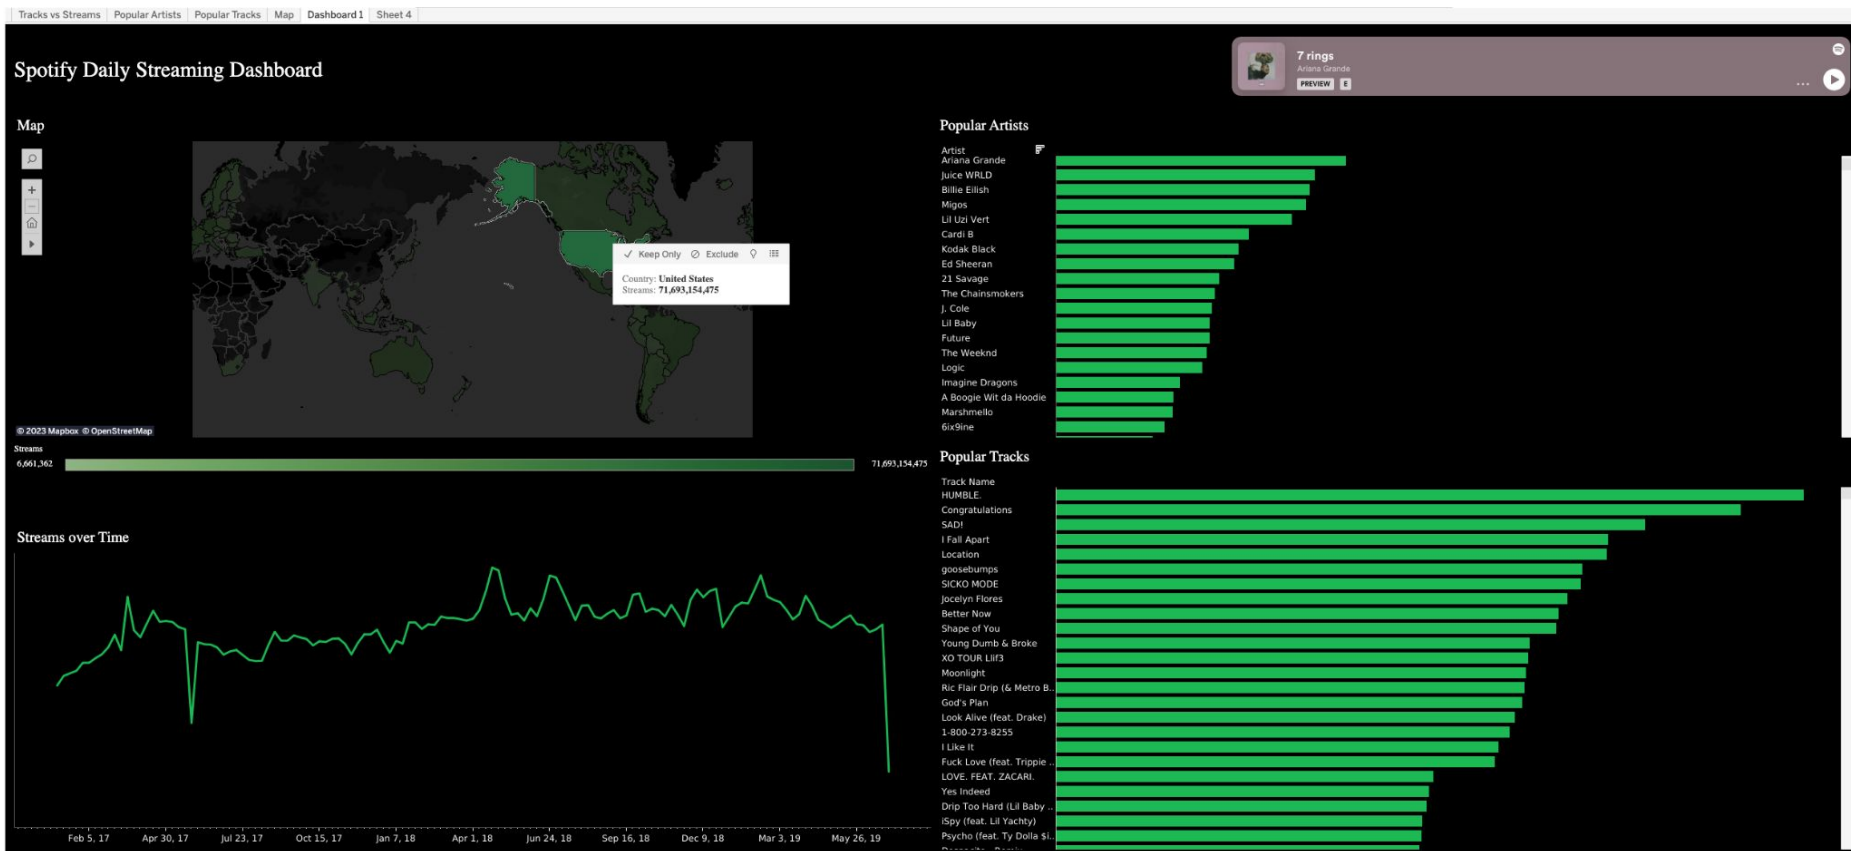 Tracks vs Streams Popular Artists Popular Tracks Map Dashboard 1 Sheet 4
Spotify Daily Streaming Dashboard
7 rings
Ariana Grande
PREVIEW E
Map
Keep Only Exclude
Country: United States
Streams: 71,693,154,475
© 2023 Mapbox © OpenStreetMap
Streams
6,661,362 71,693,154,475
Streams over Time
Feb 5, 17 Apr 30, 17 Jul 23, 17 Oct 15, 17 Jan 7, 18 Apr 1, 18 Jun 24, 18 Sep 16, 18 Dec 9, 18 Mar 3, 19 May 26, 19
Popular Artists
Artist
Ariana Grande
Juice WRLD
Billie Eilish
Migos
Lil Uzi Vert
Cardi B
Kodak Black
Ed Sheeran
21 Savage
The Chainsmokers
J. Cole
Lil Baby
Future
The Weeknd
Logic
Imagine Dragons
A Boogie Wit da Hoodie
Marshmello
6ix9ine
Popular Tracks
Track Name
HUMBLE.
Congratulations
SAD!
I Fall Apart
Location
goosebumps
SICKO MODE
Jocelyn Flores
Better Now
Shape of You
Young Dumb & Broke
XO TOUR Llif3
Moonlight
Ric Flair Drip (& Metro B..
God's Plan
Look Alive (feat. Drake)
1-800-273-8255
I Like It
Fuck Love (feat. Trippie ..
LOVE. FEAT. ZACARI.
Yes Indeed
Drip Too Hard (Lil Baby ..
iSpy (feat. Lil Yachty)
Psycho (feat. Ty Dolla $i..